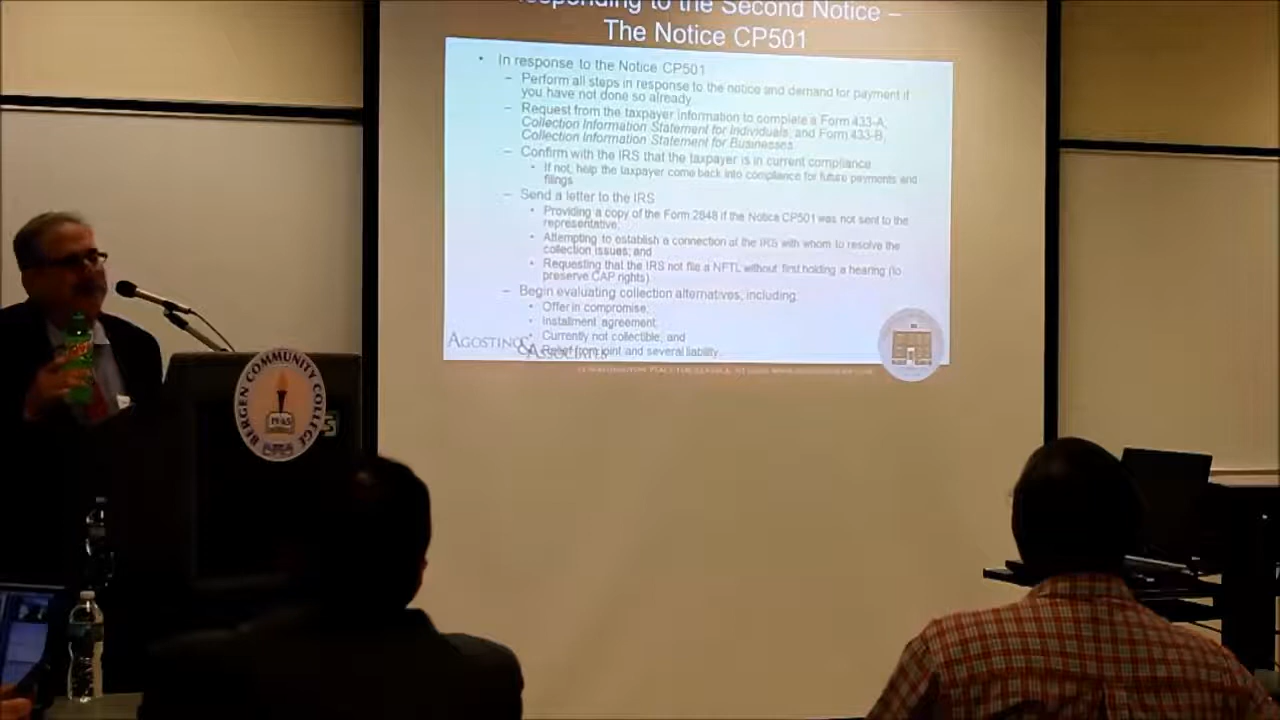 Responding to the Second Notice –
The Notice CP501
• In response to the Notice CP501
– Perform all steps in response to the notice and demand for payment if
you have not done so already
– Request from the taxpayer information to complete a Form 433-A,
Collection Information Statement for Individuals, and Form 433-B,
Collection Information Statement for Businesses.
– Confirm with the IRS that the taxpayer is in current compliance
• If not, help the taxpayer come back into compliance for future payments and
filings
– Send a letter to the IRS
• Providing a copy of the Form 2848 if the Notice CP501 was not sent to the
representative;
• Attempting to establish a connection at the IRS with whom to resolve the
collection issues; and
• Requesting that the IRS not file a NFTL without first holding a hearing (to
preserve CAP rights)
– Begin evaluating collection alternatives, including:
• Offer in compromise;
• Installment agreement;
• Currently not collectible; and
• Relief from joint and several liability.
AGOSTINO
& ASSOCIATES
BERGEN COMMUNITY COLLEGE
1965